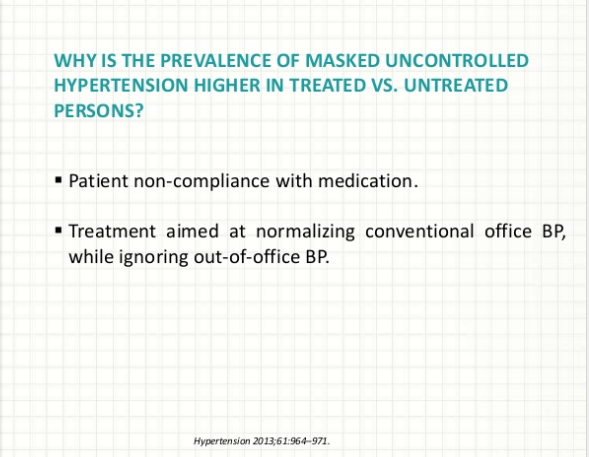 WHY IS THE PREVALENCE OF MASKED UNCONTROLLED
HYPERTENSION HIGHER IN TREATED VS. UNTREATED
PERSONS?
▪ Patient non-compliance with medication.
▪ Treatment aimed at normalizing conventional office BP,
while ignoring out-of-office BP.
Hypertension 2013;61:964–971.